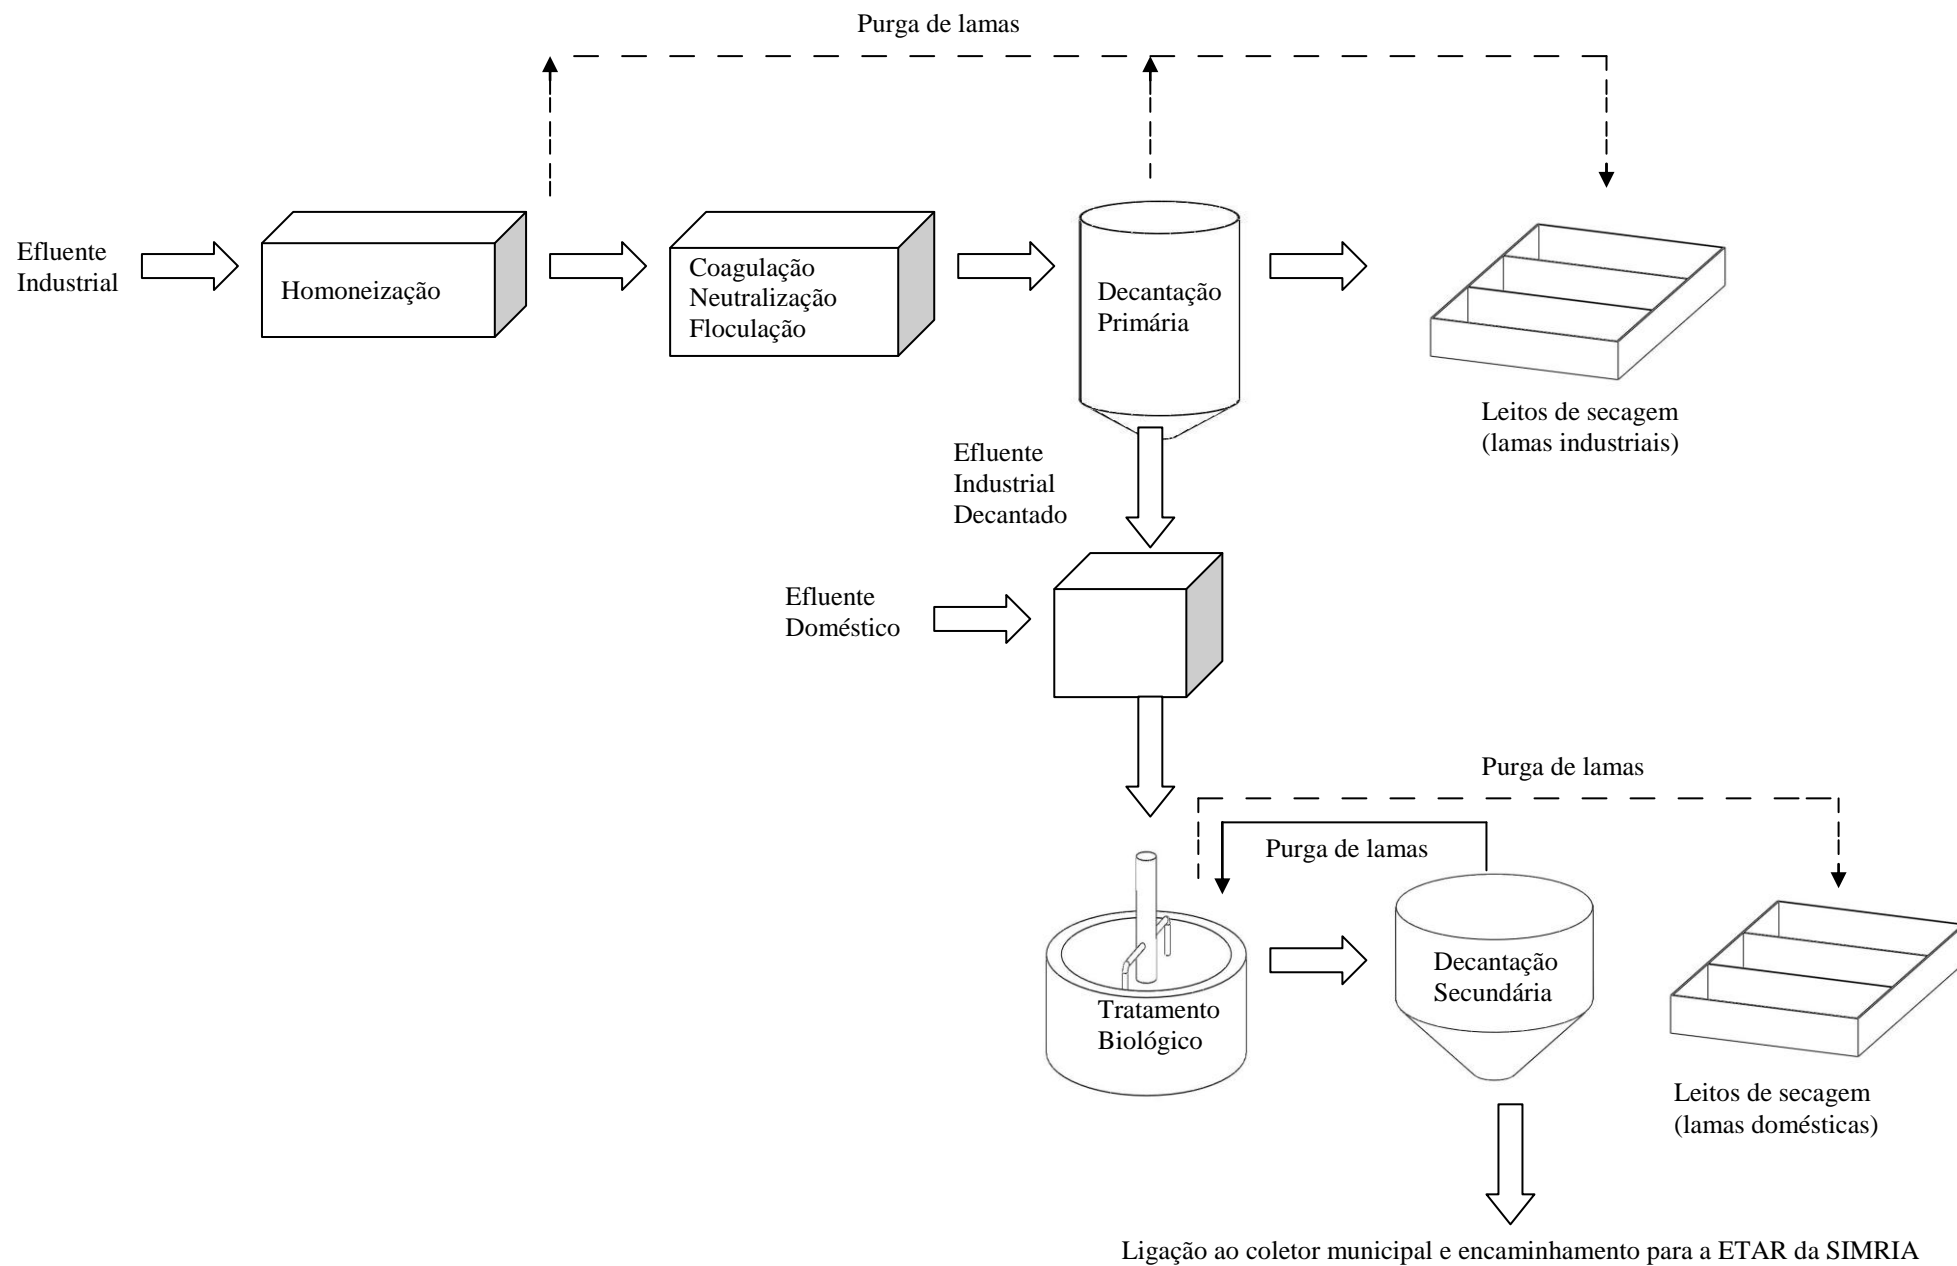 Purga de lamas
Efluente
Industrial
Homoneização
Coagulação
Neutralização
Floculação
Decantação
Primária
Leitos de secagem
(lamas industriais)
Efluente
Industrial
Decantado
Efluente
Doméstico
Purga de lamas
Purga de lamas
Tratamento
Biológico
Decantação
Secundária
Leitos de secagem
(lamas domésticas)
Ligação ao coletor municipal e encaminhamento para a ETAR da SIMRIA